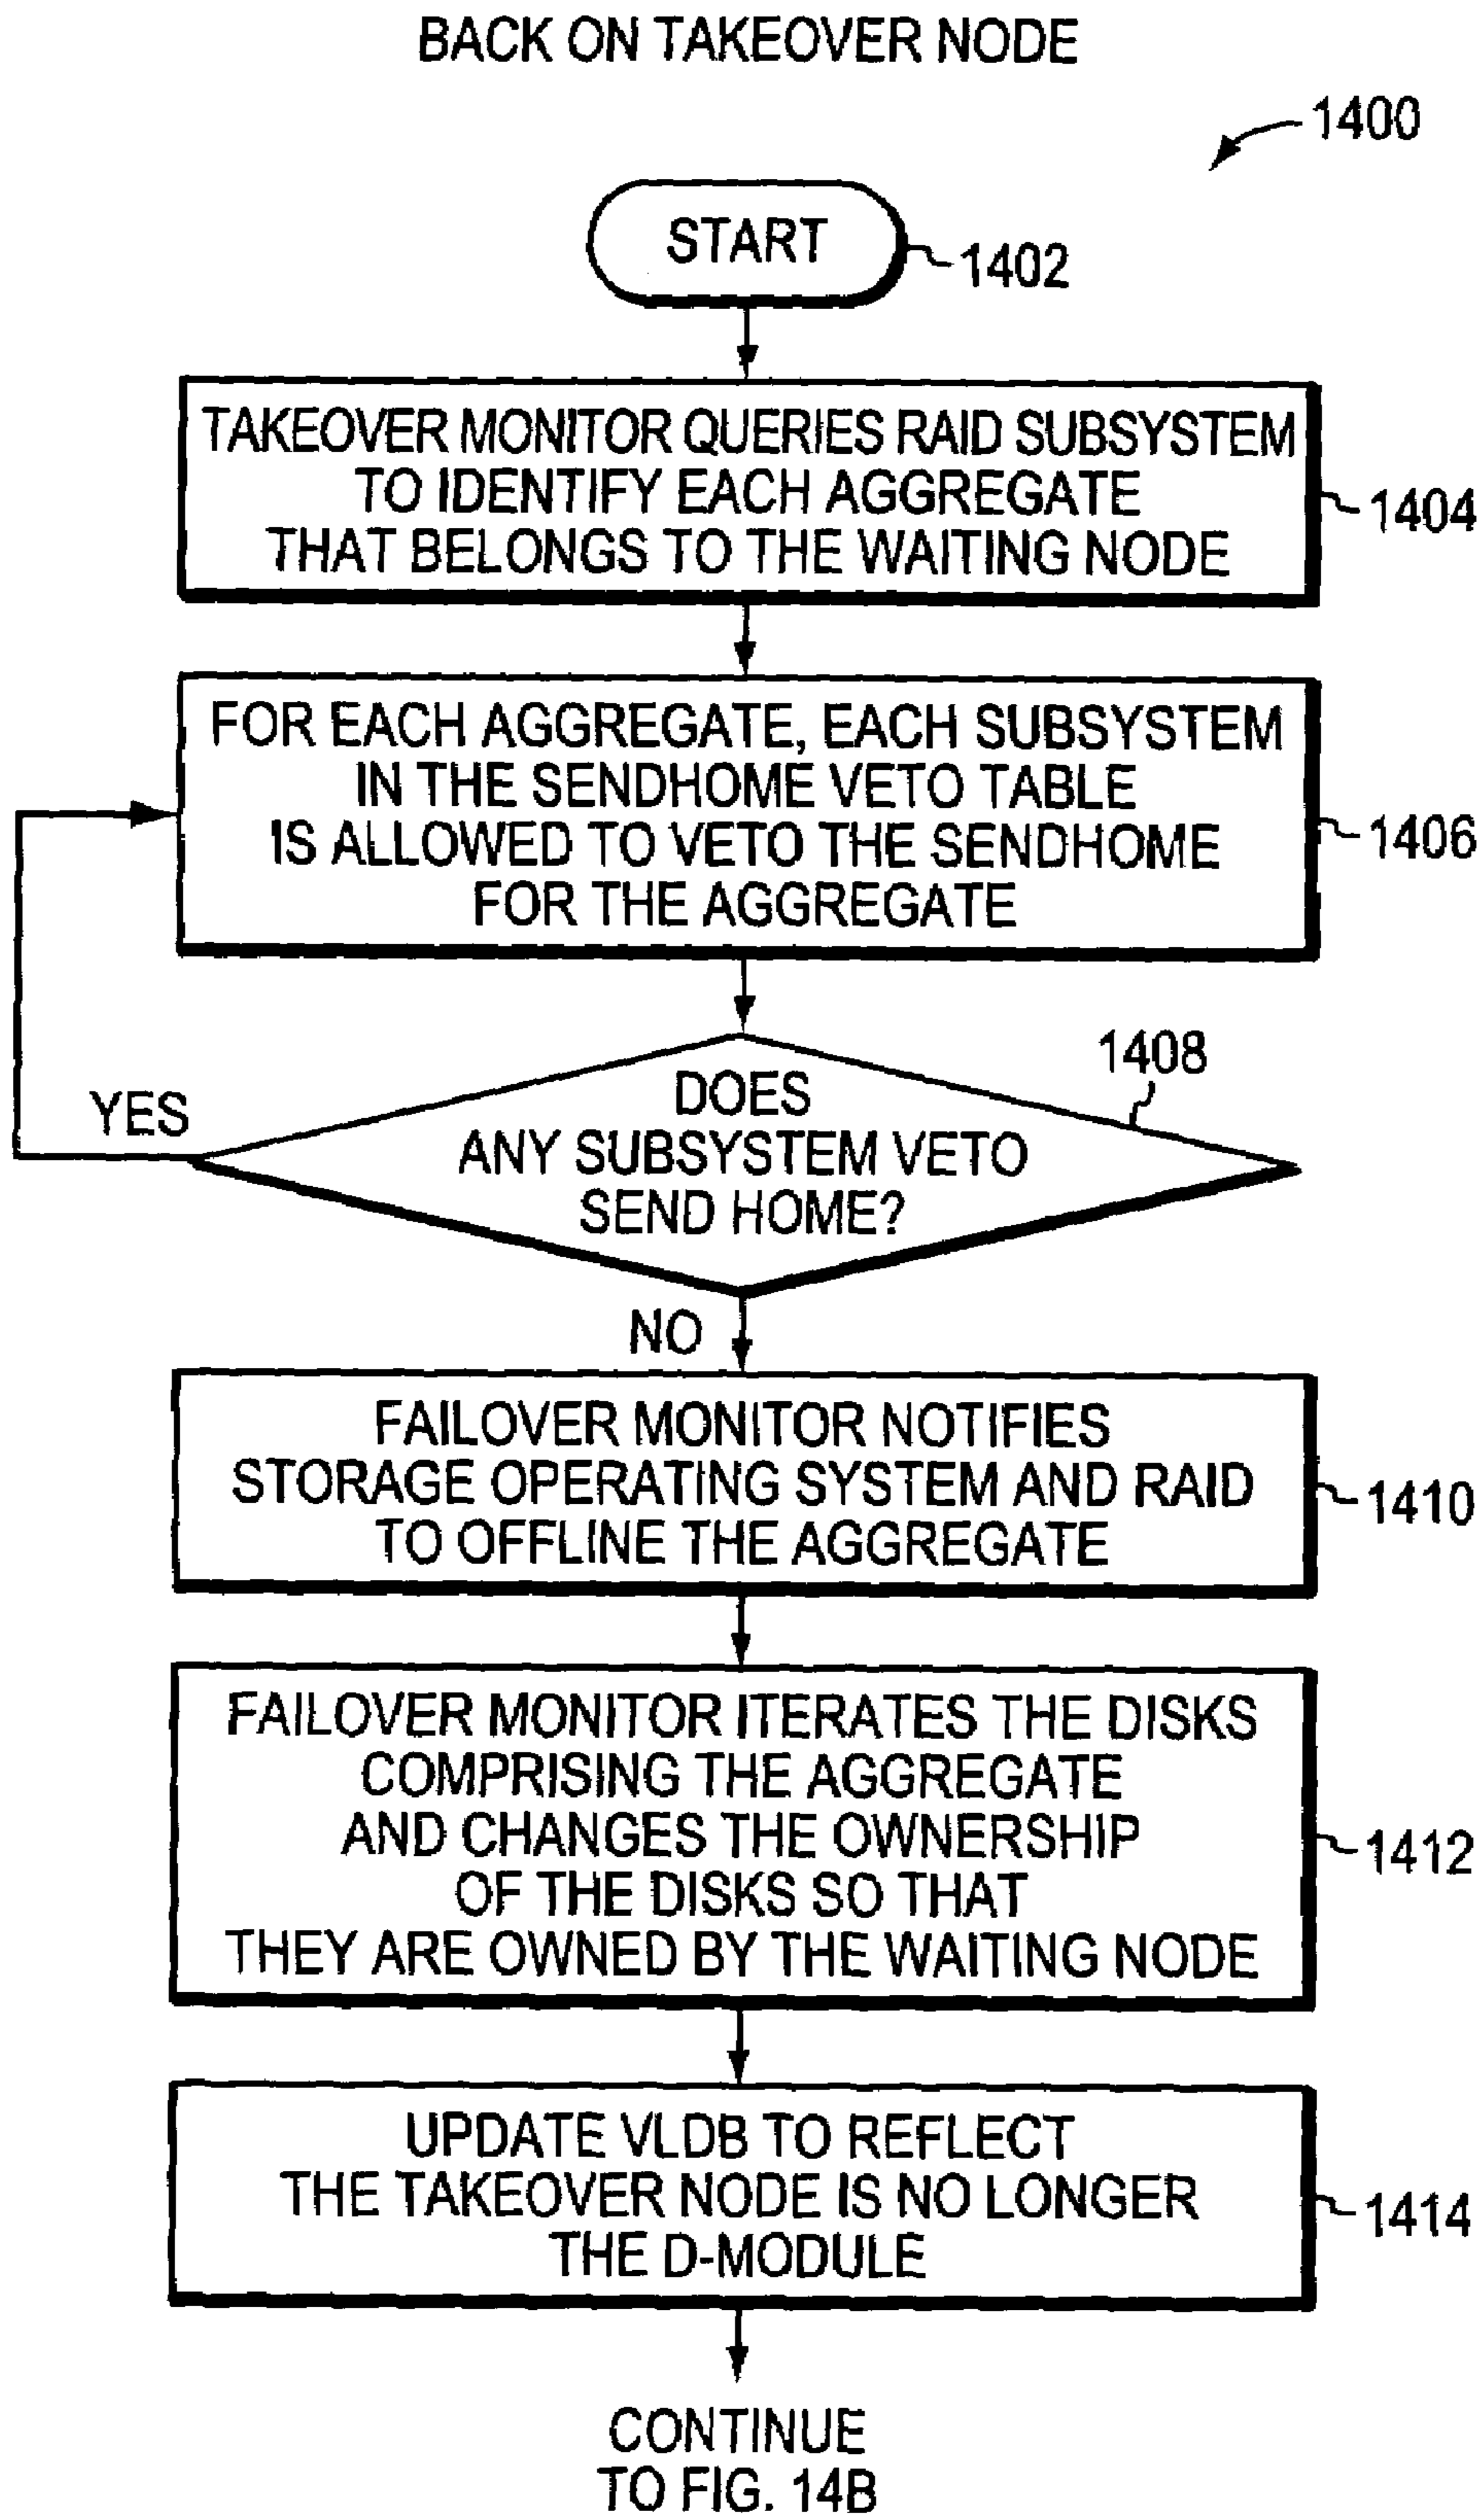 BACK ON TAKEOVER NODE
1400
START
1402
TAKEOVER MONITOR QUERIES RAID SUBSYSTEM
TO IDENTIFY EACH AGGREGATE
THAT BELONGS TO THE WAITING NODE
1404
FOR EACH AGGREGATE, EACH SUBSYSTEM
IN THE SENDHOME VETO TABLE
IS ALLOWED TO VETO THE SENDHOME
FOR THE AGGREGATE
1406
1408
YES
DOES
ANY SUBSYSTEM VETO
SEND HOME?
NO
FAILOVER MONITOR NOTIFIES
STORAGE OPERATING SYSTEM AND RAID
TO OFFLINE THE AGGREGATE
1410
FAILOVER MONITOR ITERATES THE DISKS
COMPRISING THE AGGREGATE
AND CHANGES THE OWNERSHIP
OF THE DISKS SO THAT
THEY ARE OWNED BY THE WAITING NODE
1412
UPDATE VLDB TO REFLECT
THE TAKEOVER NODE IS NO LONGER
THE D-MODULE
1414
CONTINUE
TO FIG. 14B